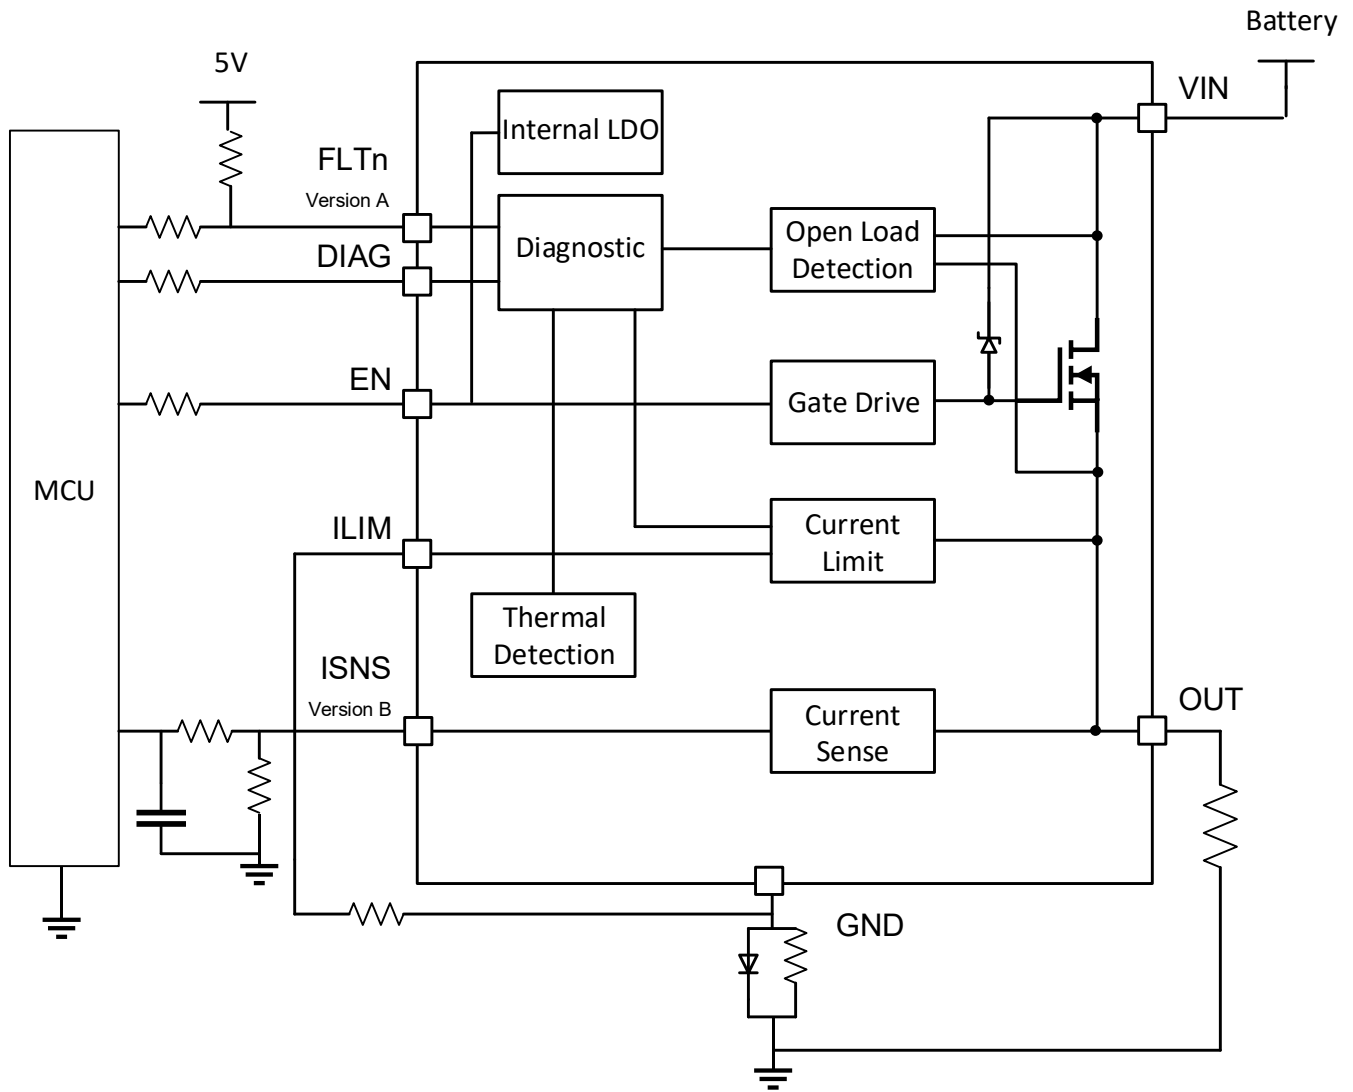 Battery
5V
VIN
Internal LDO
FLTn
Version A
Open Load
Detection
Diagnostic
DIAG
EN
Gate Drive
MCU
ILIM
Current
Limit
Thermal
Detection
ISNS
Version B
OUT
Current
Sense
GND